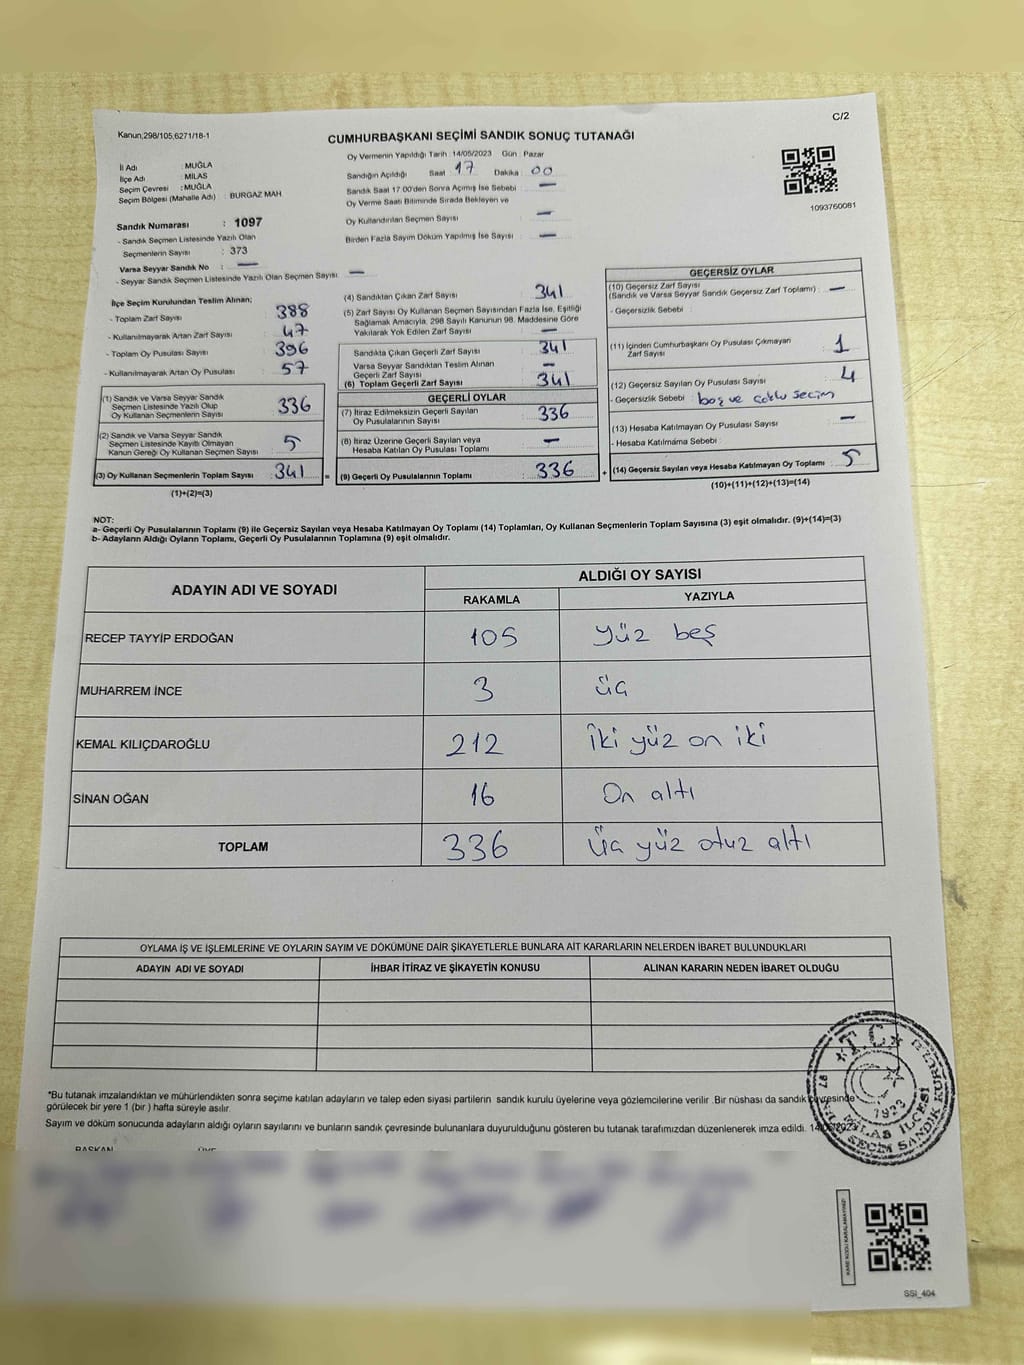 C/2
Kanun,298/105,6271/18-1
CUMHURBAŞKANI SEÇİMİ SANDIK SONUÇ TUTANAĞI
İl Adı : MUĞLA
İlçe Adı : MİLAS
Seçim Çevresi : MUĞLA
Seçim Bölgesi (Mahalle Adı) : BURGAZ MAH
Sandık Numarası : 1097
- Sandık Seçmen Listesinde Yazılı Olan
Seçmenlerin Sayısı : 373
Varsa Seyyar Sandık No : —
- Seyyar Sandık Seçmen Listesinde Yazılı Olan Seçmen Sayısı : —
Oy Vermenin Yapıldığı Tarih : 14/05/2023 Gün : Pazar
Sandığın Açıldığı Saat 17 Dakika : 00
Sandık Saat 17.00'den Sonra Açımış İse Sebebi : —
Oy Verme Saati Bitiminde Sırada Bekleyen ve
Oy Kullandırılan Seçmen Sayısı : —
Birden Fazla Sayım Döküm Yapılmış İse Sayısı : —
1093760081
İlçe Seçim Kurulundan Teslim Alınan;
- Toplam Zarf Sayısı : 388
- Kullanılmayarak Artan Zarf Sayısı : 47
- Toplam Oy Pusulası Sayısı : 396
- Kullanılmayarak Artan Oy Pusulası : 57
(1) Sandık ve Varsa Seyyar Sandık
Seçmen Listesinde Yazılı Olup
Oy Kullanan Seçmenlerin Sayısı : 336
(2) Sandık ve Varsa Seyyar Sandık
Seçmen Listesinde Kayıtlı Olmayan
Kanun Gereği Oy Kullanan Seçmen Sayısı : 5
(3) Oy Kullanan Seçmenlerin Toplam Sayısı : 341
(1)+(2)=(3)
(4) Sandıktan Çıkan Zarf Sayısı : 341
(5) Zarf Sayısı Oy Kullanan Seçmen Sayısından Fazla İse, Eşitliği
Sağlamak Amacıyla, 298 Sayılı Kanunun 98. Maddesine Göre
Yakılarak Yok Edilen Zarf Sayısı : —
Sandıkta Çıkan Geçerli Zarf Sayısı : 341
Varsa Seyyar Sandıktan Teslim Alınan
Geçerli Zarf Sayısı : —
(6) Toplam Geçerli Zarf Sayısı : 341
GEÇERLİ OYLAR
(7) İtiraz Edilmeksizin Geçerli Sayılan
Oy Pusulalarının Sayısı : 336
(8) İtiraz Üzerine Geçerli Sayılan veya
Hesaba Katılan Oy Pusulası Toplamı : —
= (9) Geçerli Oy Pusulalarının Toplamı : 336 +
GEÇERSİZ OYLAR
(10) Geçersiz Zarf Sayısı
(Sandık ve Varsa Seyyar Sandık Geçersiz Zarf Toplamı) : —
- Geçersizlik Sebebi :
(11) İçinden Cumhurbaşkanı Oy Pusulası Çıkmayan
Zarf Sayısı : 1
(12) Geçersiz Sayılan Oy Pusulası Sayısı : 4
- Geçersizlik Sebebi : boş ve çoklu seçim
(13) Hesaba Katılmayan Oy Pusulası Sayısı : —
- Hesaba Katılmama Sebebi :
(14) Geçersiz Sayılan veya Hesaba Katılmayan Oy Toplamı : 5
(10)+(11)+(12)+(13)=(14)
NOT:
a- Geçerli Oy Pusulalarının Toplamı (9) ile Geçersiz Sayılan veya Hesaba Katılmayan Oy Toplamı (14) Toplamları, Oy Kullanan Seçmenlerin Toplam Sayısına (3) eşit olmalıdır. (9)+(14)=(3)
b- Adayların Aldığı Oyların Toplamı, Geçerli Oy Pusulalarının Toplamına (9) eşit olmalıdır.
ADAYIN ADI VE SOYADI ALDIĞI OY SAYISI
RAKAMLA YAZIYLA
RECEP TAYYİP ERDOĞAN 105 Yüz beş
MUHARREM İNCE 3 üç
KEMAL KILIÇDAROĞLU 212 İki yüz on iki
SİNAN OĞAN 16 On altı
TOPLAM 336 üç yüz otuz altı
OYLAMA İŞ VE İŞLEMLERİNE VE OYLARIN SAYIM VE DÖKÜMÜNE DAİR ŞİKAYETLERLE BUNLARA AİT KARARLARIN NELERDEN İBARET BULUNDUKLARI
ADAYIN ADI VE SOYADI İHBAR İTİRAZ VE ŞİKAYETİN KONUSU ALINAN KARARIN NEDEN İBARET OLDUĞU
*Bu tutanak imzalandıktan ve mühürlendikten sonra seçime katılan adayların ve talep eden siyasi partilerin sandık kurulu üyelerine veya gözlemcilerine verilir .Bir nüshası da sandık çevresinde
görülecek bir yere 1 (bir ) hafta süreyle asılır.
Sayım ve döküm sonucunda adayların aldığı oyların sayılarını ve bunların sandık çevresinde bulunanlara duyurulduğunu gösteren bu tutanak tarafımızdan düzenlenerek imza edildi. 14/05/2023
T.C.
1923
MİLAS İLÇESİ
SEÇİM SANDIK KURULU
BAŞKAN ÜYE
KARE KODU KARALAMAYINIZ!
SSI_404